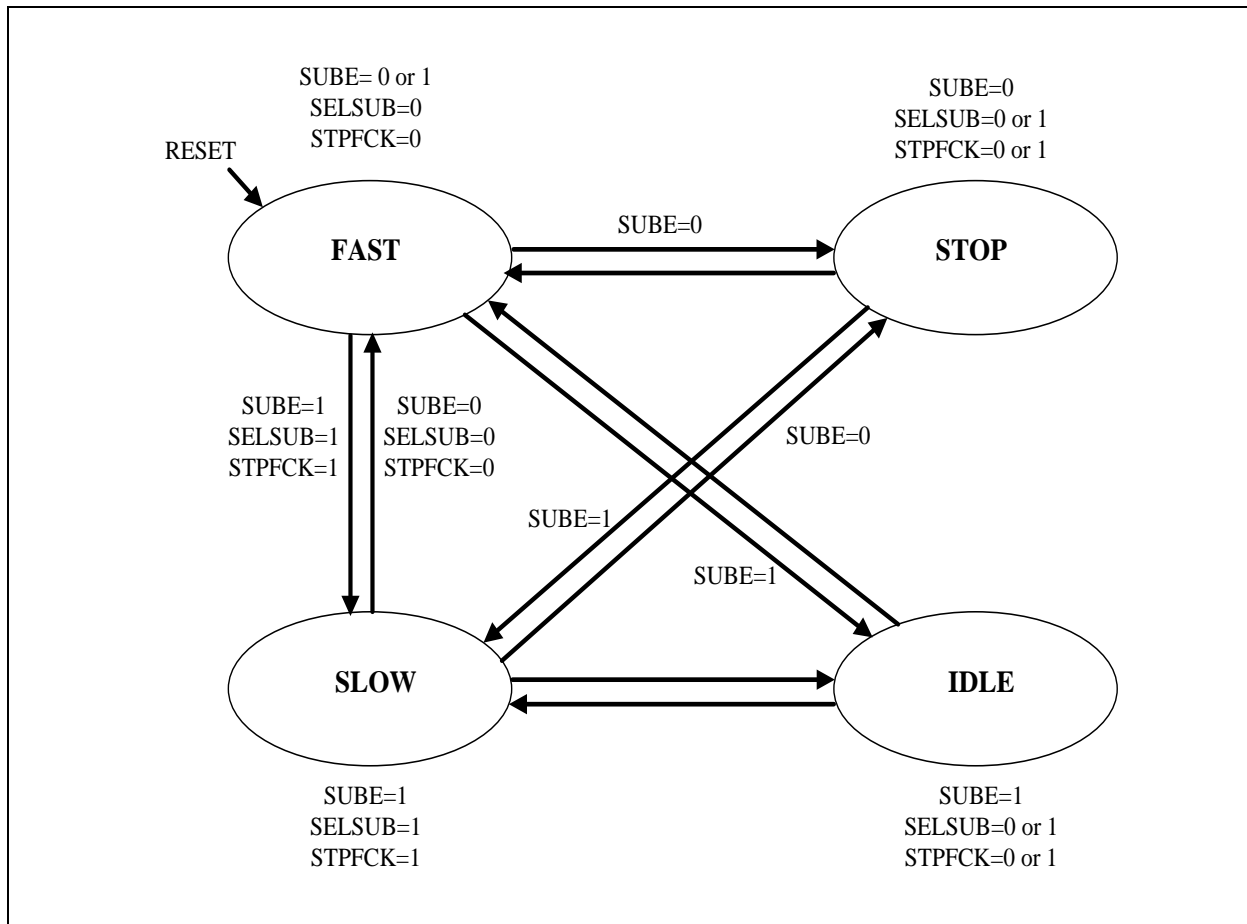 SUBE= 0 or 1
SELSUB=0
STPFCK=0
SUBE=0
SELSUB=0 or 1
STPFCK=0 or 1
RESET
FAST
SUBE=0
STOP
SUBE=1
SELSUB=1
STPFCK=1
SUBE=0
SELSUB=0
STPFCK=0
SUBE=0
SUBE=1
SUBE=1
SLOW
IDLE
SUBE=1
SELSUB=1
STPFCK=1
SUBE=1
SELSUB=0 or 1
STPFCK=0 or 1